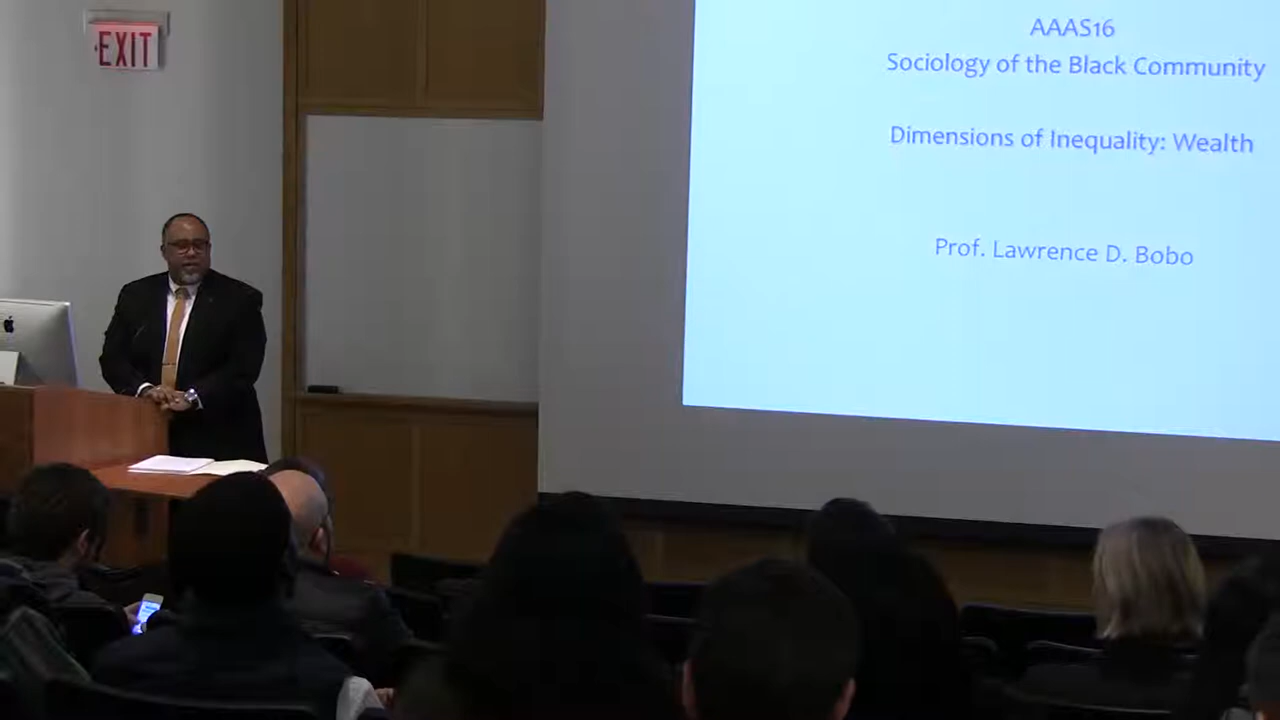 EXIT
AAAS16
Sociology of the Black Community
Dimensions of Inequality: Wealth
Prof. Lawrence D. Bobo